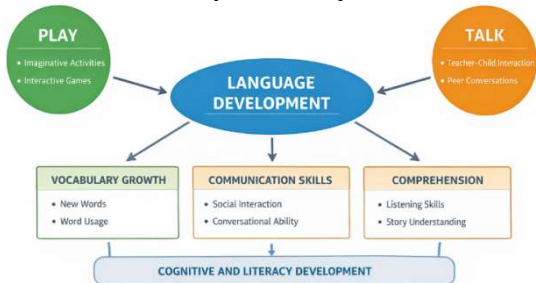 PLAY
• Imaginative Activities
• Interactive Games
TALK
• Teacher-Child Interaction
• Peer Conversations
LANGUAGE
DEVELOPMENT
VOCABULARY GROWTH
• New Words
• Word Usage
COMMUNICATION SKILLS
• Social Interaction
• Conversational Ability
COMPREHENSION
• Listening Skills
• Story Understanding
COGNITIVE AND LITERACY DEVELOPMENT